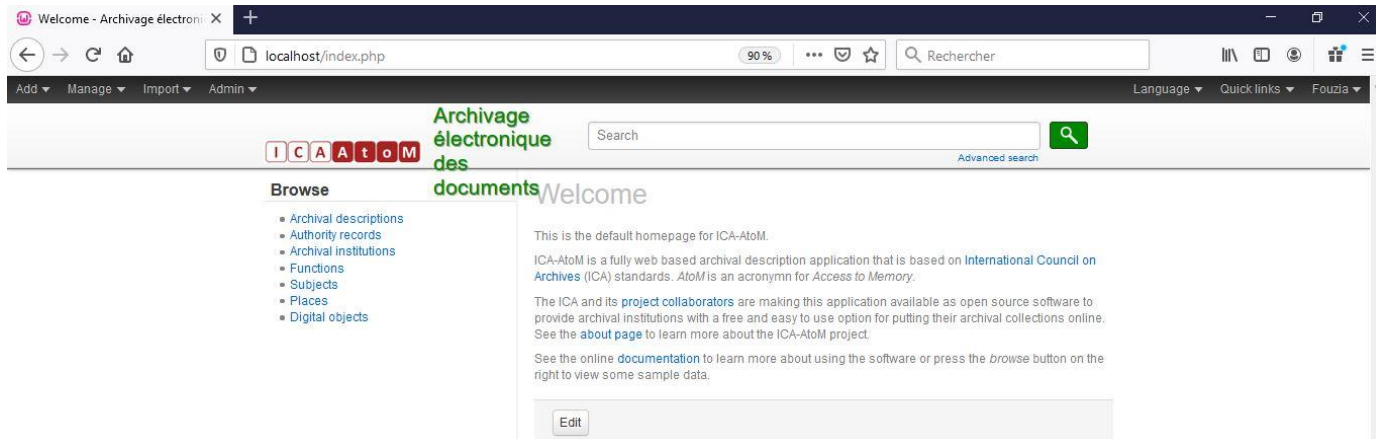 Welcome - Archivage électroni
localhost/index.php
90 %
Rechercher
Add Manage Import Admin
Language Quick links Fouzia
ICAAtoM
Archivage
électronique
des
documents
Search
Advanced search
Browse
Archival descriptions
Authority records
Archival institutions
Functions
Subjects
Places
Digital objects
Welcome
This is the default homepage for ICA-AtoM.
ICA-AtoM is a fully web based archival description application that is based on International Council on
Archives (ICA) standards. AtoM is an acronymn for Access to Memory.
The ICA and its project collaborators are making this application available as open source software to
provide archival institutions with a free and easy to use option for putting their archival collections online.
See the about page to learn more about the ICA-AtoM project.
See the online documentation to learn more about using the software or press the browse button on the
right to view some sample data.
Edit